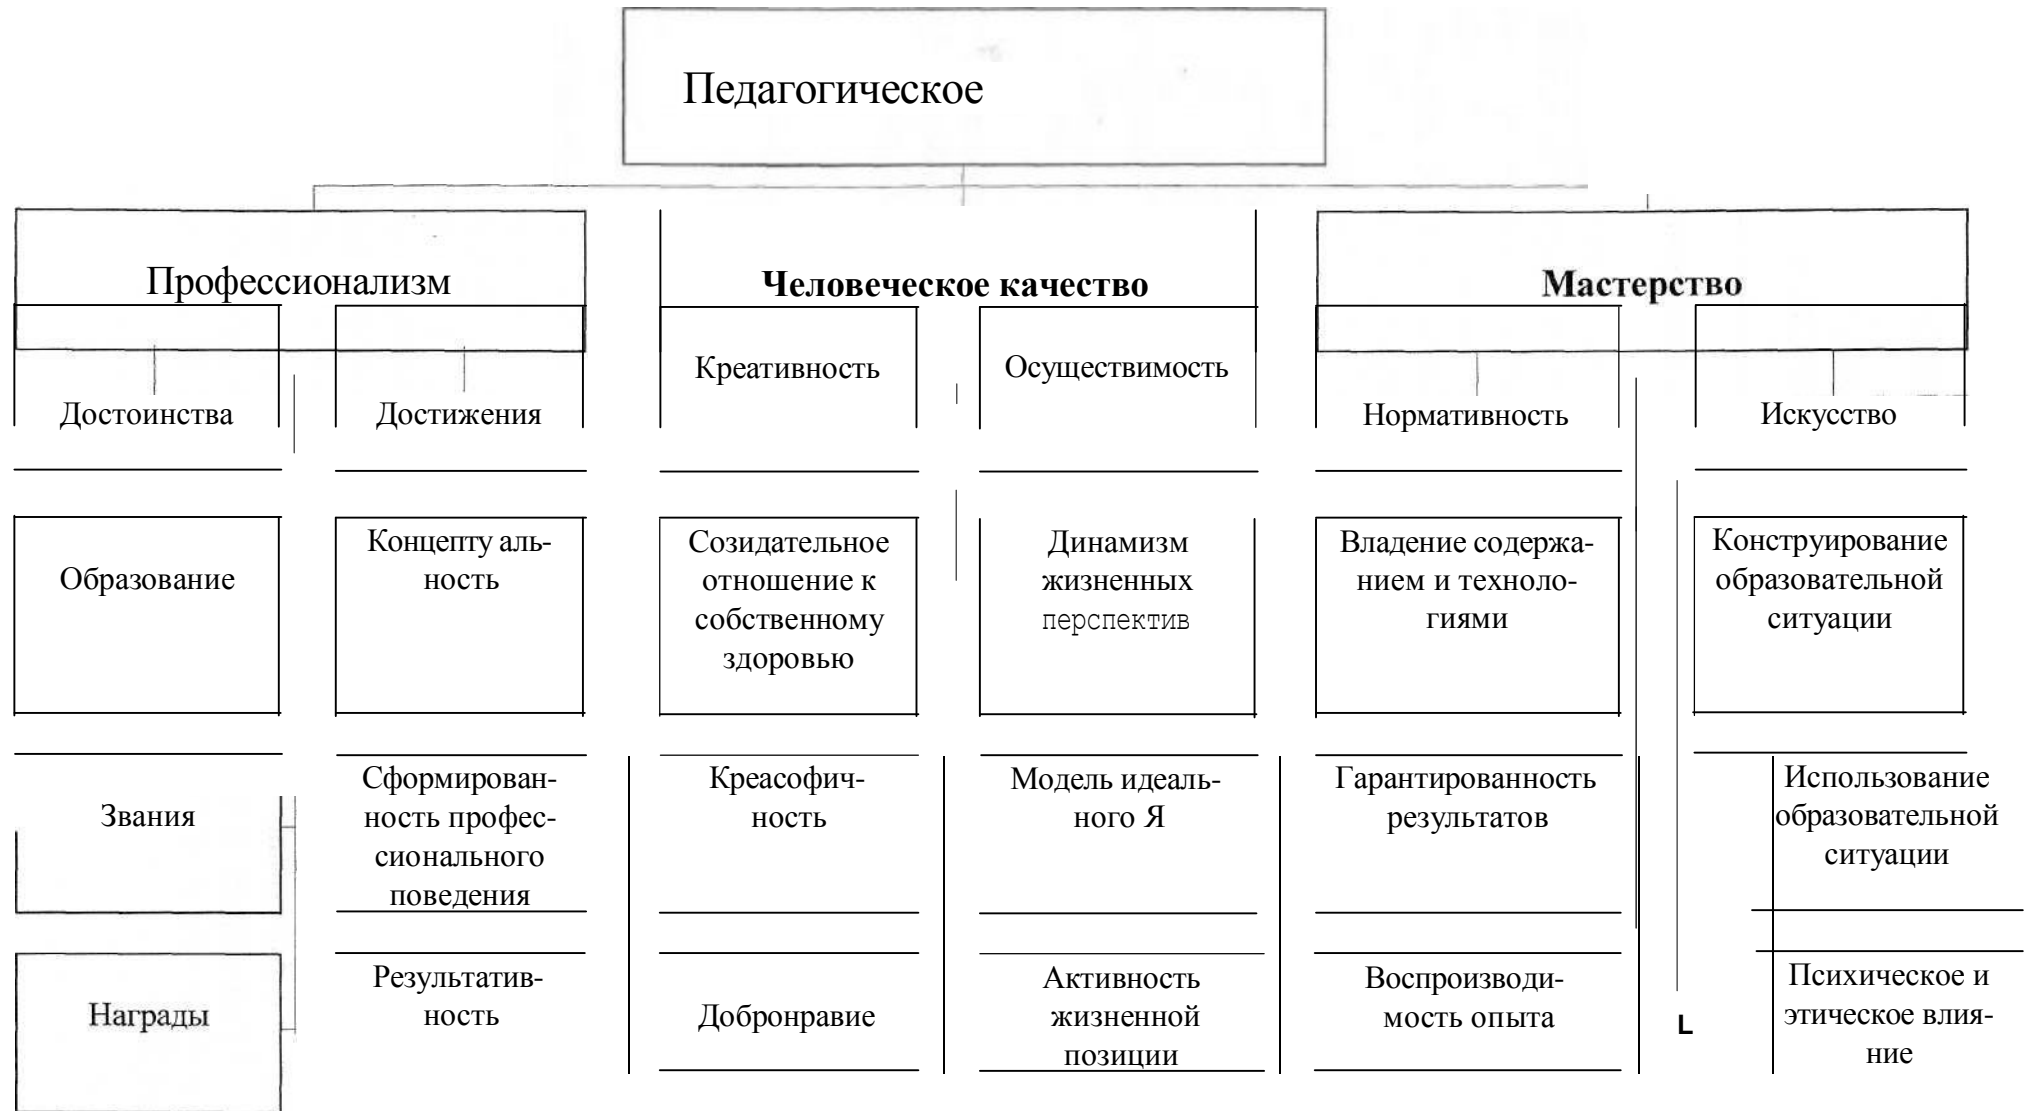 Педагогическое
Профессионализм
Человеческое качество
Мастерство
Достоинства
Достижения
Креативность
Осуществимость
Нормативность
Искусство
Образование
Концепту аль-
ность
Созидательное
отношение к
собственному
здоровью
Динамизм
жизненных
перспектив
Владение содержа-
нием и техноло-
гиями
Конструирование
образовательной
ситуации
Звания
Сформирован-
ность профес-
сионального
поведения
Креасофич-
ность
Модель идеаль-
ного Я
Гарантированность
результатов
Использование
образовательной
ситуации
Награды
Результатив-
ность
Добронравие
Активность
жизненной
позиции
Воспроизводи-
мость опыта
L
Психическое и
этическое влия-
ние